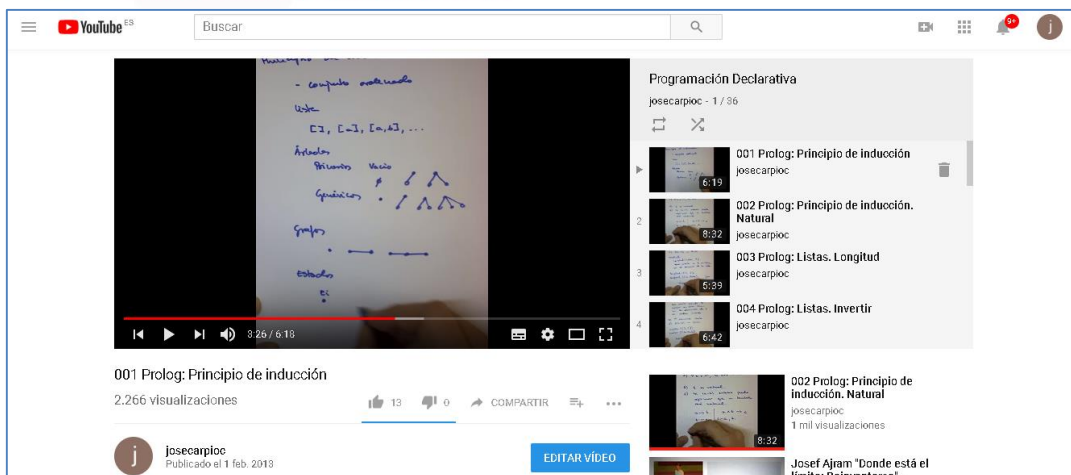 YouTube ES
Buscar
9+
j
- conjunto ordenado
Lista
[], [a], [a,b], ...
Árboles
Binarios Vacio
Genéricos
Grafos
Estados
Ei
3:26 / 6:18
Programación Declarativa
josecarpioc - 1 / 36
001 Prolog: Principio de inducción
josecarpioc
6:19
2
002 Prolog: Principio de inducción.
Natural
josecarpioc
8:32
3
003 Prolog: Listas. Longitud
josecarpioc
5:39
4
004 Prolog: Listas. Invertir
josecarpioc
6:42
001 Prolog: Principio de inducción
2.266 visualizaciones
13 0 COMPARTIR
j
josecarpioc
Publicado el 1 feb. 2013
EDITAR VÍDEO
002 Prolog: Principio de
inducción. Natural
josecarpioc
1 mil visualizaciones
8:32
Josef Ajram "Donde está el